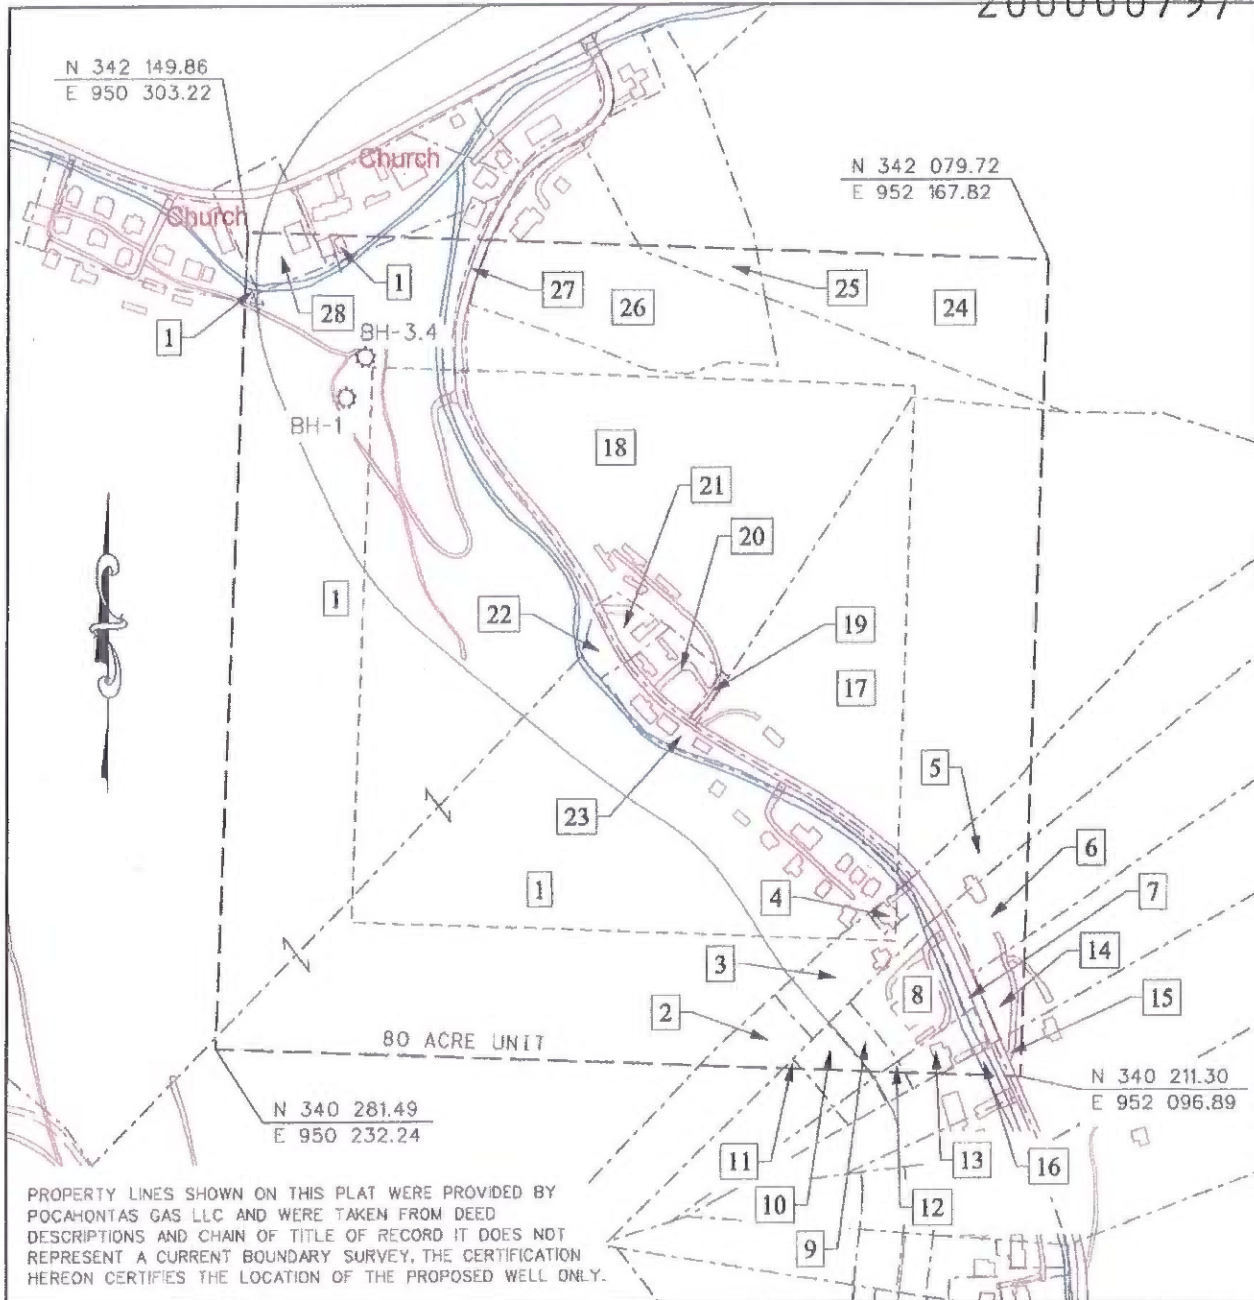 N 342 149.86
E 950 303.22
N 342 079.72
E 952 167.82
Church
Church
1
28
1
27
26
25
24
BH-3.4
BH-1
18
21
20
1
22
19
17
23
5
1
4
6
7
3
8
14
2
15
80 ACRE UNIT
N 340 211.30
E 952 096.89
N 340 281.49
E 950 232.24
11
10
9
12
13
16
PROPERTY LINES SHOWN ON THIS PLAT WERE PROVIDED BY
POCAHONTAS GAS LLC AND WERE TAKEN FROM DEED
DESCRIPTIONS AND CHAIN OF TITLE OF RECORD IT DOES NOT
REPRESENT A CURRENT BOUNDARY SURVEY, THE CERTIFICATION
HEREON CERTIFIES THE LOCATION OF THE PROPOSED WELL ONLY.